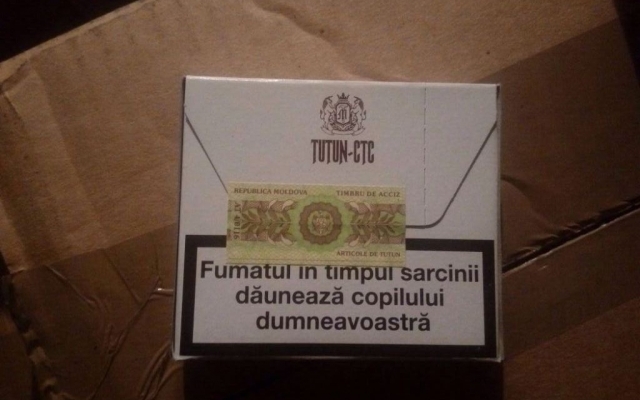 TUTUN-CTC
REPUBLICA MOLDOVA TIMBRU DE ACCIZ
ARTICOLE DE TUTUN
Fumatul în timpul sarcinii
dăunează copilului
dumneavoastră